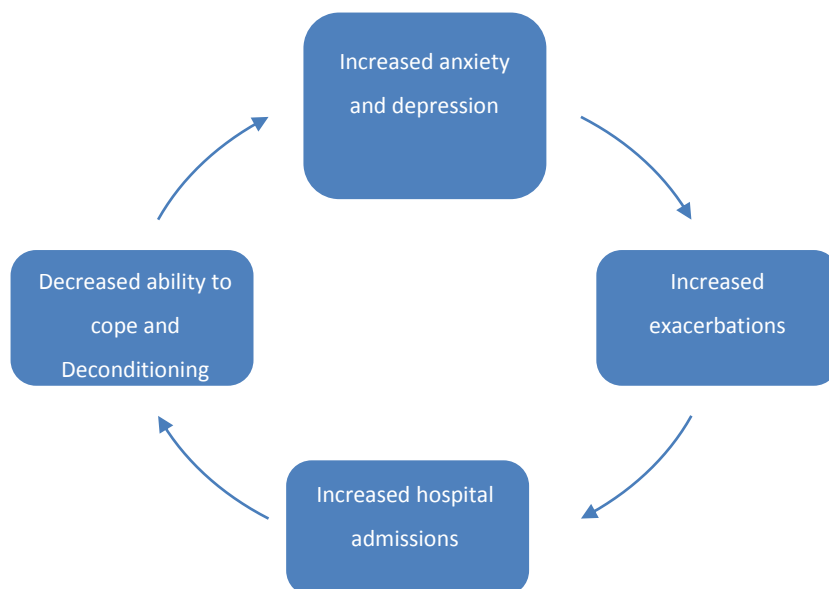 Increased anxiety
and depression
Increased
exacerbations
Increased hospital
admissions
Decreased ability to
cope and
Deconditioning